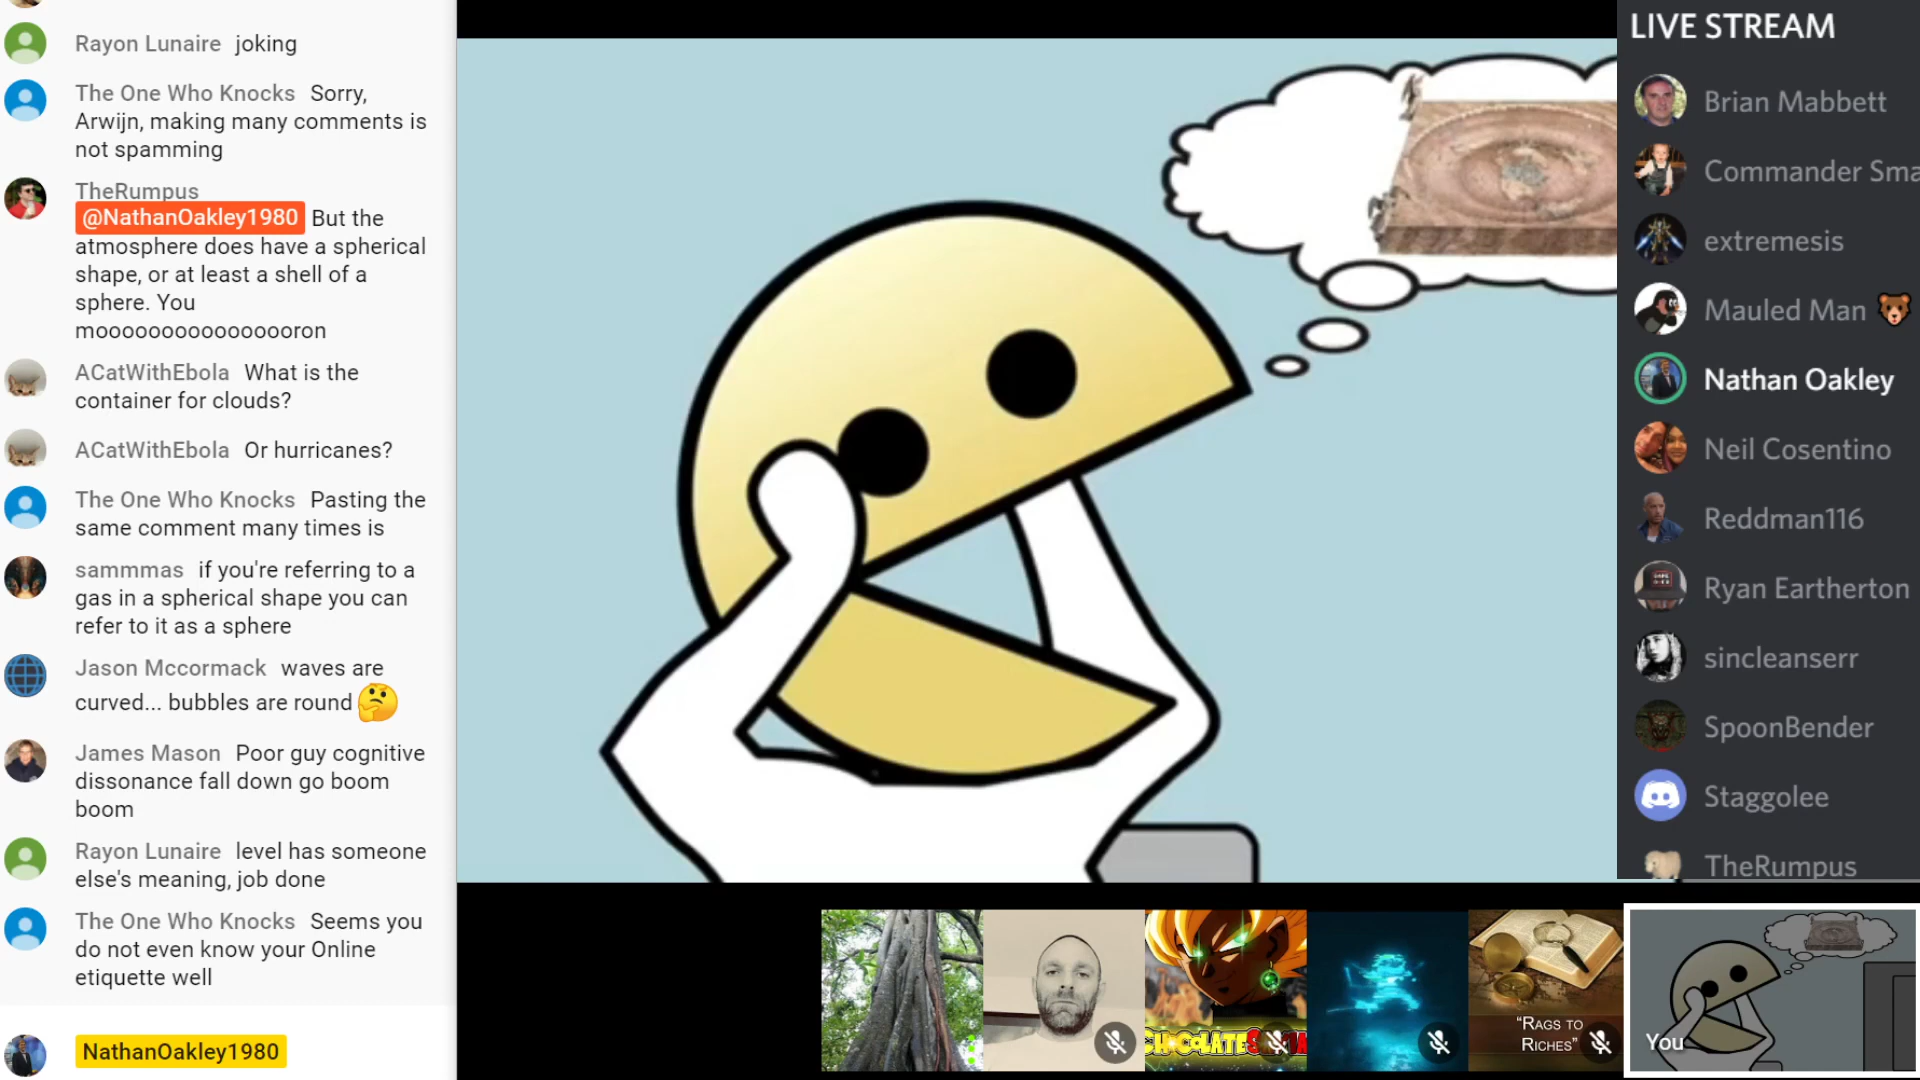 Rayon Lunaire joking
The One Who Knocks Sorry,
Arwijn, making many comments is
not spamming
TheRumpus
@NathanOakley1980 But the
atmosphere does have a spherical
shape, or at least a shell of a
sphere. You
moooooooooooooooron
ACatWithEbola What is the
container for clouds?
ACatWithEbola Or hurricanes?
The One Who Knocks Pasting the
same comment many times is
sammmas if you're referring to a
gas in a spherical shape you can
refer to it as a sphere
Jason Mccormack waves are
curved... bubbles are round
James Mason Poor guy cognitive
dissonance fall down go boom
boom
Rayon Lunaire level has someone
else's meaning, job done
The One Who Knocks Seems you
do not even know your Online
etiquette well
NathanOakley1980
LIVE STREAM
Brian Mabbett
Commander Sma
extremesis
Mauled Man
Nathan Oakley
Neil Cosentino
Reddman116
Ryan Eartherton
sincleanserr
SpoonBender
Staggolee
TheRumpus
"RAGS TO
RICHES"
You